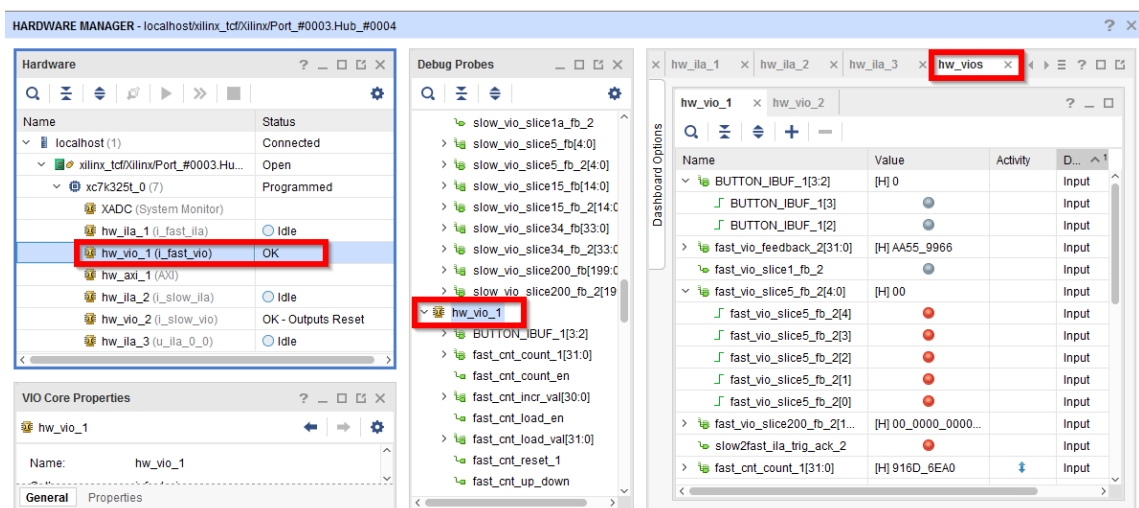 HARDWARE MANAGER - localhost/xilinx_tcf/Xilinx/Port_#0003.Hub_#0004
Hardware
Name Status
localhost (1) Connected
xilinx_tcf/Xilinx/Port_#0003.Hu... Open
xc7k325t_0 (7) Programmed
XADC (System Monitor)
hw_ila_1 (i_fast_ila) Idle
hw_vio_1 (i_fast_vio) OK
hw_axi_1 (AXI)
hw_ila_2 (i_slow_ila) Idle
hw_vio_2 (i_slow_vio) OK - Outputs Reset
hw_ila_3 (u_ila_0_0) Idle
VIO Core Properties
hw_vio_1
Name: hw_vio_1
General Properties
Debug Probes
slow_vio_slice1a_fb_2
slow_vio_slice5_fb[4:0]
slow_vio_slice5_fb_2[4:0]
slow_vio_slice15_fb[14:0]
slow_vio_slice15_fb_2[14:0
slow_vio_slice34_fb[33:0]
slow_vio_slice34_fb_2[33:0
slow_vio_slice200_fb[199:0
slow_vio_slice200_fb_2[19
hw_vio_1
BUTTON_IBUF_1[3:2]
fast_cnt_count_1[31:0]
fast_cnt_count_en
fast_cnt_incr_val[30:0]
fast_cnt_load_en
fast_cnt_load_val[31:0]
fast_cnt_reset_1
fast_cnt_up_down
hw_ila_1 hw_ila_2 hw_ila_3 hw_vios
Dashboard Options
hw_vio_1 hw_vio_2
Name Value Activity D... 1
BUTTON_IBUF_1[3:2] [H] 0 Input
BUTTON_IBUF_1[3] Input
BUTTON_IBUF_1[2] Input
fast_vio_feedback_2[31:0] [H] AA55_9966 Input
fast_vio_slice1_fb_2 Input
fast_vio_slice5_fb_2[4:0] [H] 00 Input
fast_vio_slice5_fb_2[4] Input
fast_vio_slice5_fb_2[3] Input
fast_vio_slice5_fb_2[2] Input
fast_vio_slice5_fb_2[1] Input
fast_vio_slice5_fb_2[0] Input
fast_vio_slice200_fb_2[1... [H] 00_0000_0000... Input
slow2fast_ila_trig_ack_2 Input
fast_cnt_count_1[31:0] [H] 916D_6EA0 Input